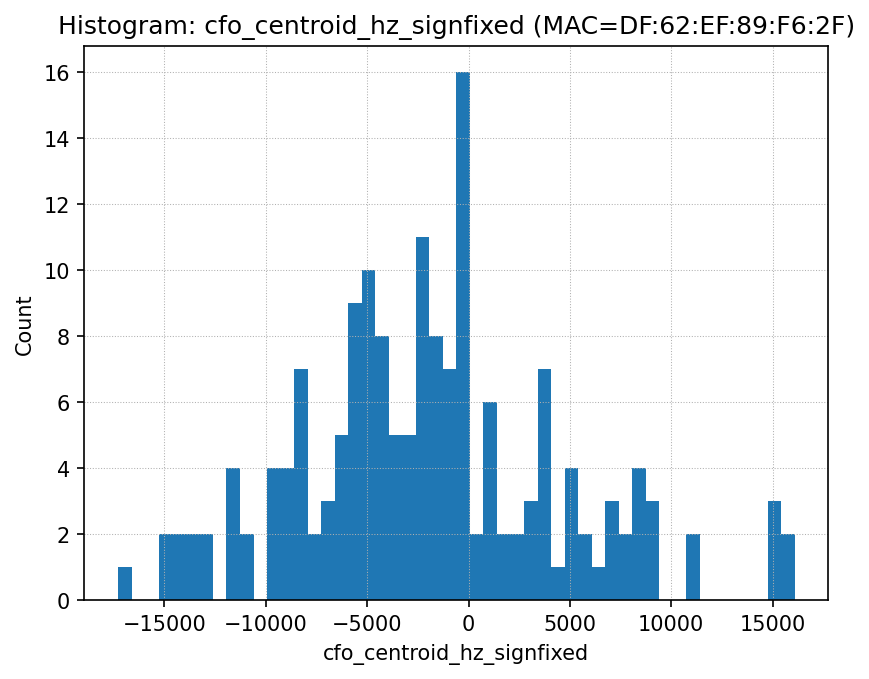 Histogram: cfo_centroid_hz_signfixed (MAC=DF:62:EF:89:F6:2F)
16
14
12
10
8
6
4
2
0
Count
−15000 −10000 −5000 0 5000 10000 15000
cfo_centroid_hz_signfixed